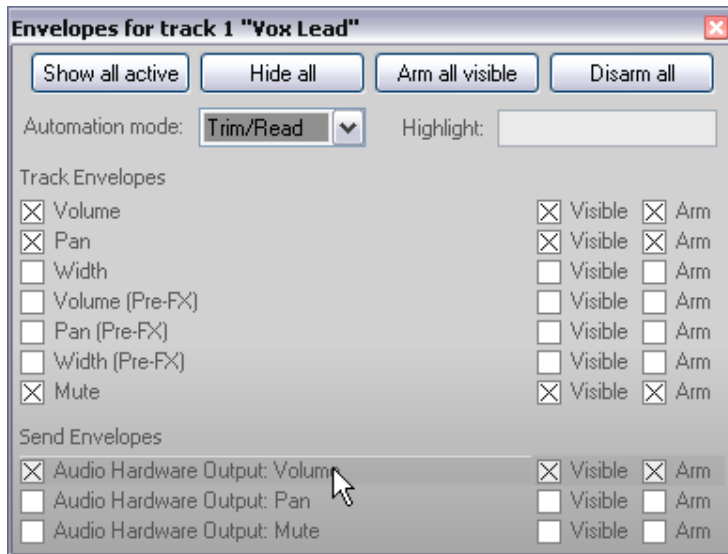 Envelopes for track 1 "Vox Lead"
Show all active Hide all Arm all visible Disarm all
Automation mode: Trim/Read Highlight:
Track Envelopes
Volume Visible Arm
Pan Visible Arm
Width Visible Arm
Volume (Pre-FX) Visible Arm
Pan (Pre-FX) Visible Arm
Width (Pre-FX) Visible Arm
Mute Visible Arm
Send Envelopes
Audio Hardware Output: Volume Visible Arm
Audio Hardware Output: Pan Visible Arm
Audio Hardware Output: Mute Visible Arm